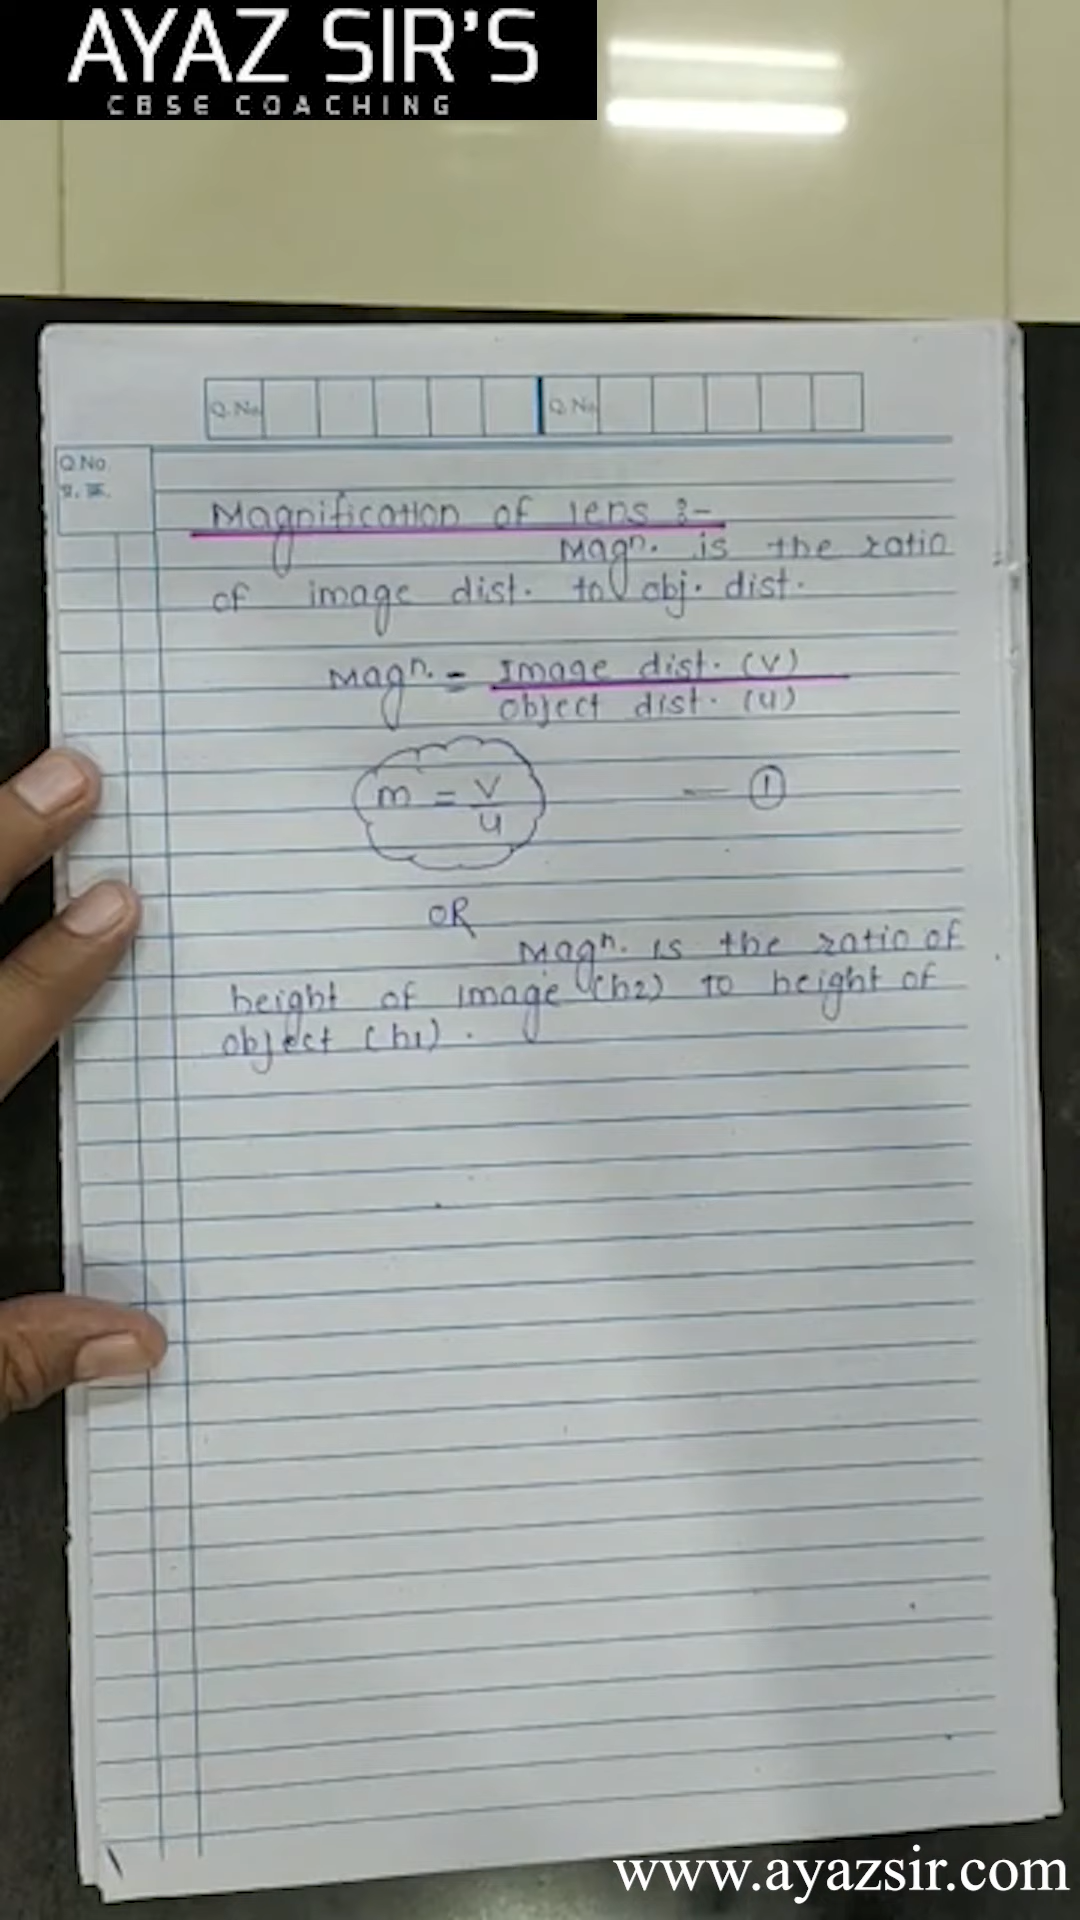 AYAZ SIR'S
CBSE COACHING
Q.No. Q.No.
Q.No.
प्र. क्र.
Magnification of lens :-
Magn. is the ratio
of image dist. to obj. dist.
Magn. = Image dist. (v)
Object dist. (u)
m = v
u
— ①
OR
Magn. is the ratio of
height of image (h2) to height of
object (h1).
www.ayazsir.com